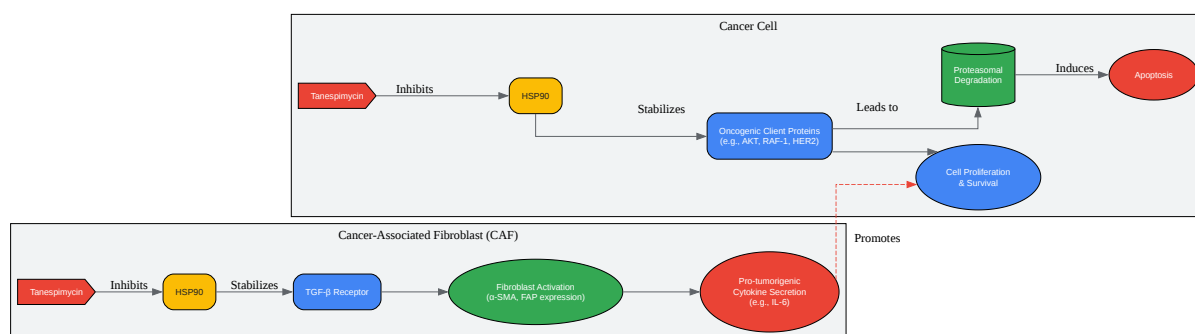 Cancer Cell
Tanespimycin
Inhibits
HSP90
Stabilizes
Oncogenic Client Proteins
(e.g., AKT, RAF-1, HER2)
Leads to
Proteasomal
Degradation
Induces
Apoptosis
Cell Proliferation
& Survival
Promotes
Cancer-Associated Fibroblast (CAF)
Tanespimycin
Inhibits
HSP90
Stabilizes
TGF-β Receptor
Fibroblast Activation
(α-SMA, FAP expression)
Pro-tumorigenic
Cytokine Secretion
(e.g., IL-6)